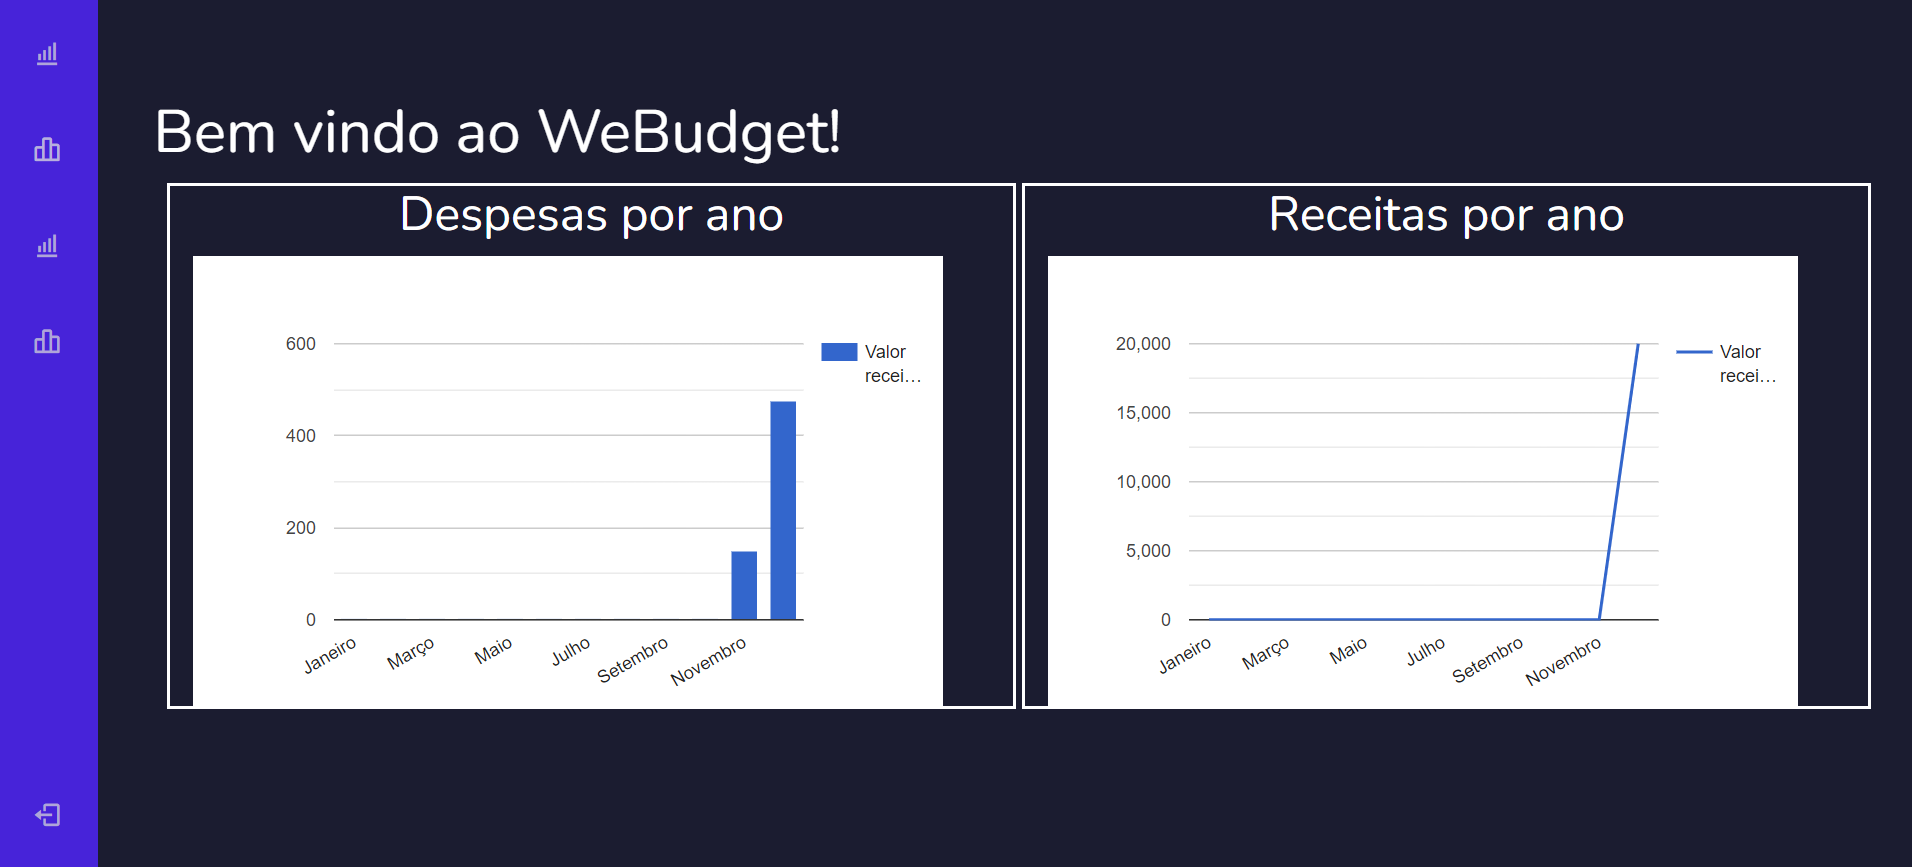 Bem vindo ao WeBudget!
Despesas por ano
600
400
200
0
Janeiro
Março
Maio
Julho
Setembro
Novembro
Valor
recei…
Receitas por ano
20,000
15,000
10,000
5,000
0
Janeiro
Março
Maio
Julho
Setembro
Novembro
Valor
recei…